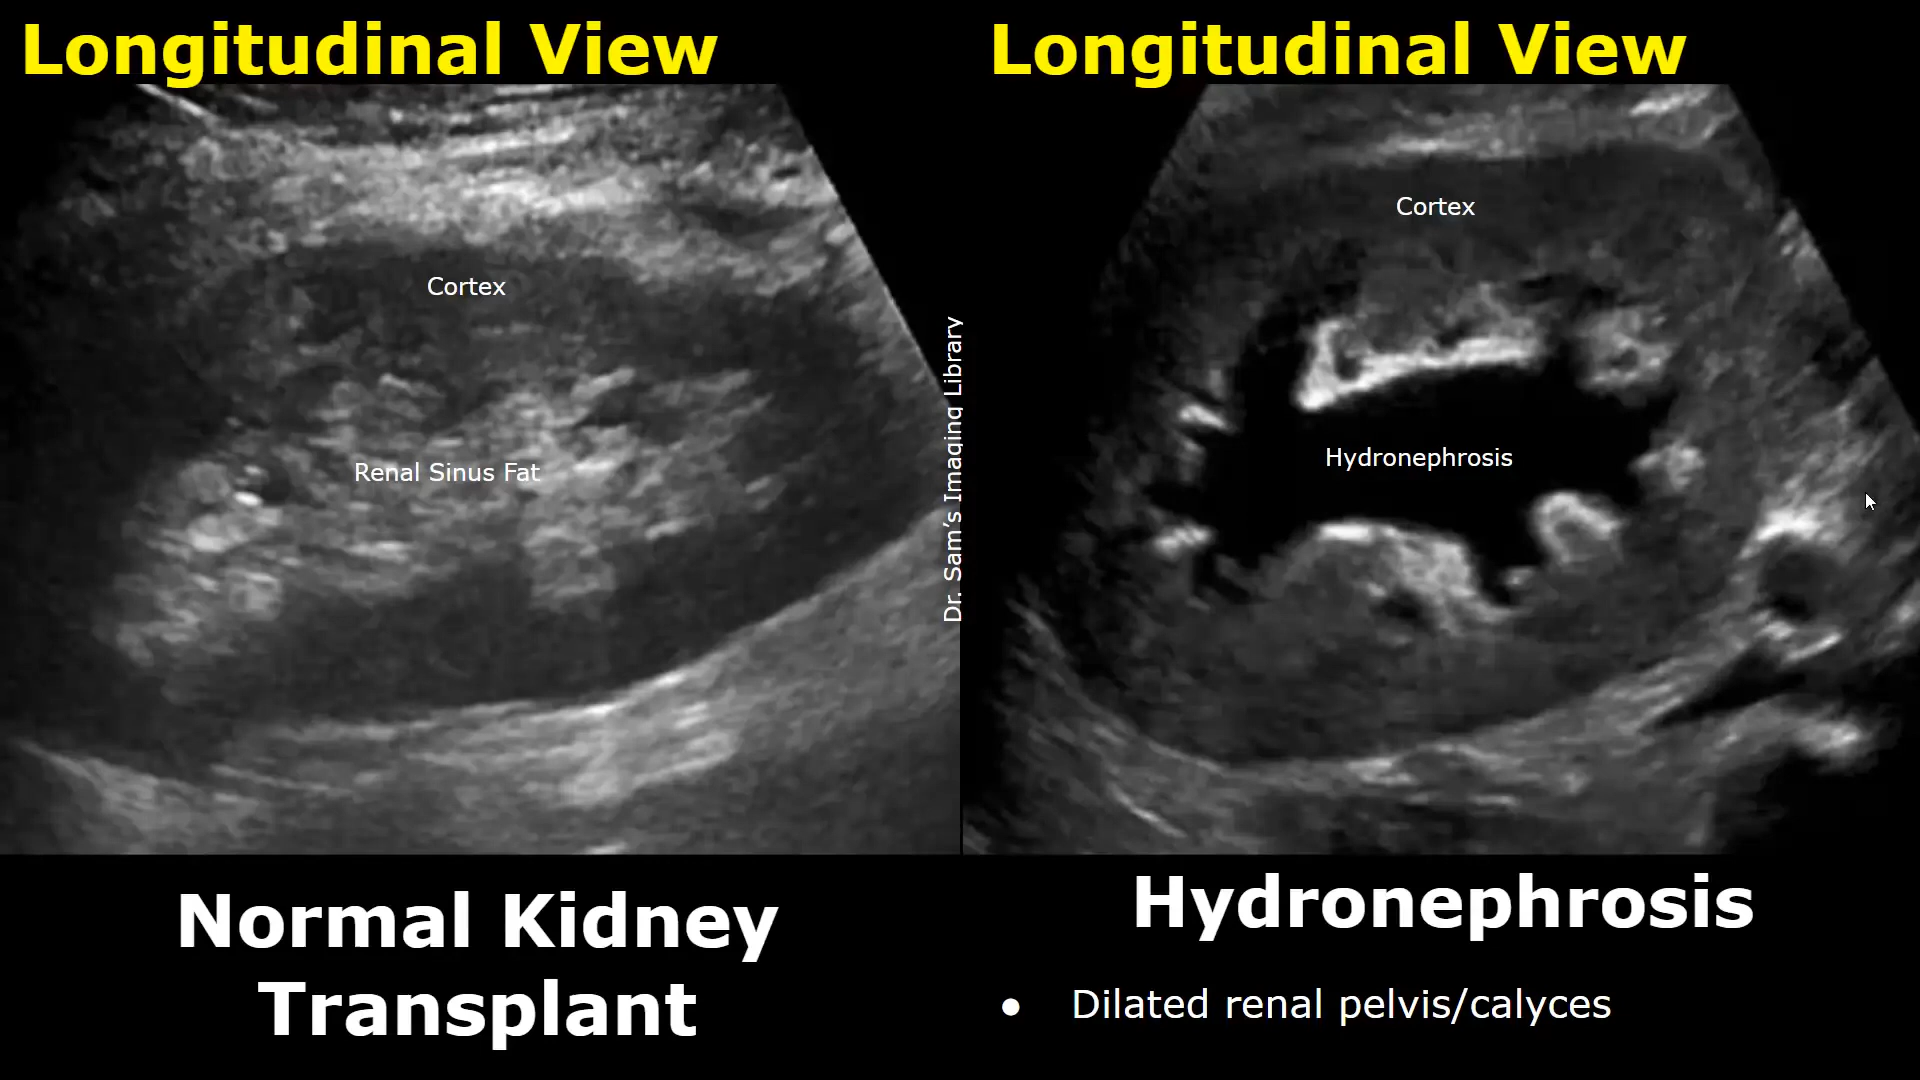 Longitudinal View
Cortex
Renal Sinus Fat
Normal Kidney
Transplant
Dr. Sam's Imaging Library
Longitudinal View
Cortex
Hydronephrosis
Hydronephrosis
● Dilated renal pelvis/calyces